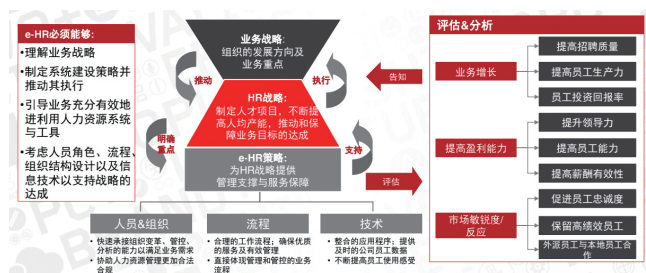 e-HR必须能够:
•理解业务战略
•制定系统建设策略并
推动其执行
•引导业务充分有效地
进利用人力资源系统
与工具
•考虑人员角色、流程、
组织结构设计以及信
息技术以支持战略的
达成
业务战略:
组织的发展方向及
业务重点
推动
执行
HR战略:
制定人才项目，不断提
高人均产能，推动和保
障业务目标的达成
明确
重点
支持
e-HR策略:
为HR战略提供
管理支撑与服务保障
人员&组织
• 快速承接组织变革、管控、
分析的能力以满足业务需求
• 协助人力资源管理更加合法
合规
流程
• 合理的工作流程；确保优质
的服务及有效管理
• 直接体现管理和管控的业务
流程
技术
• 整合的应用程序；提供
及时的公司员工数据
• 不断提高员工使用感受
告知
评估
评估&分析
业务增长
提高招聘质量
提高员工生产力
员工投资回报率
提高盈利能力
提升领导力
提高员工能力
提高薪酬有效性
市场敏锐度/
反应
促进员工忠诚度
保留高绩效员工
外派员工与本地员工合
作